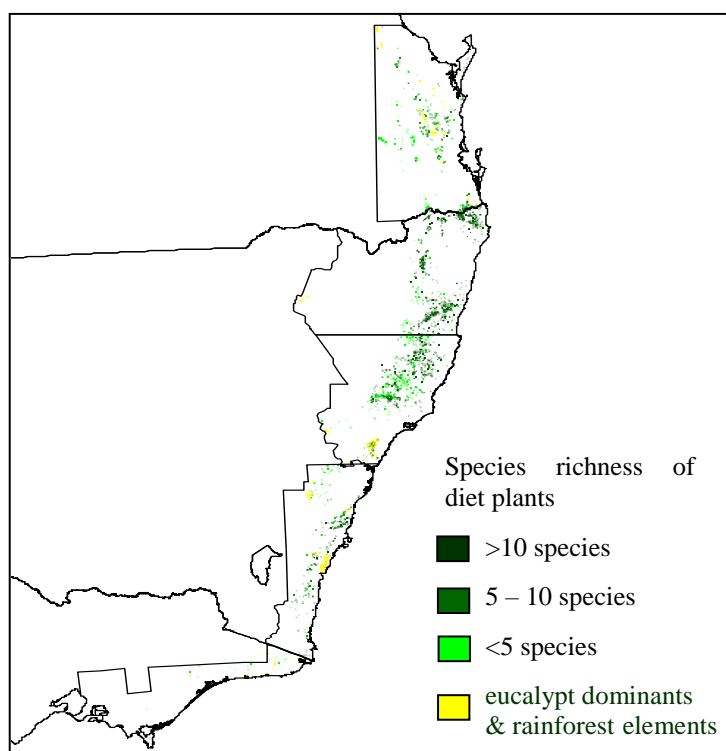 Species richness of
diet plants
>10 species
5 – 10 species
<5 species
eucalypt dominants
& rainforest elements